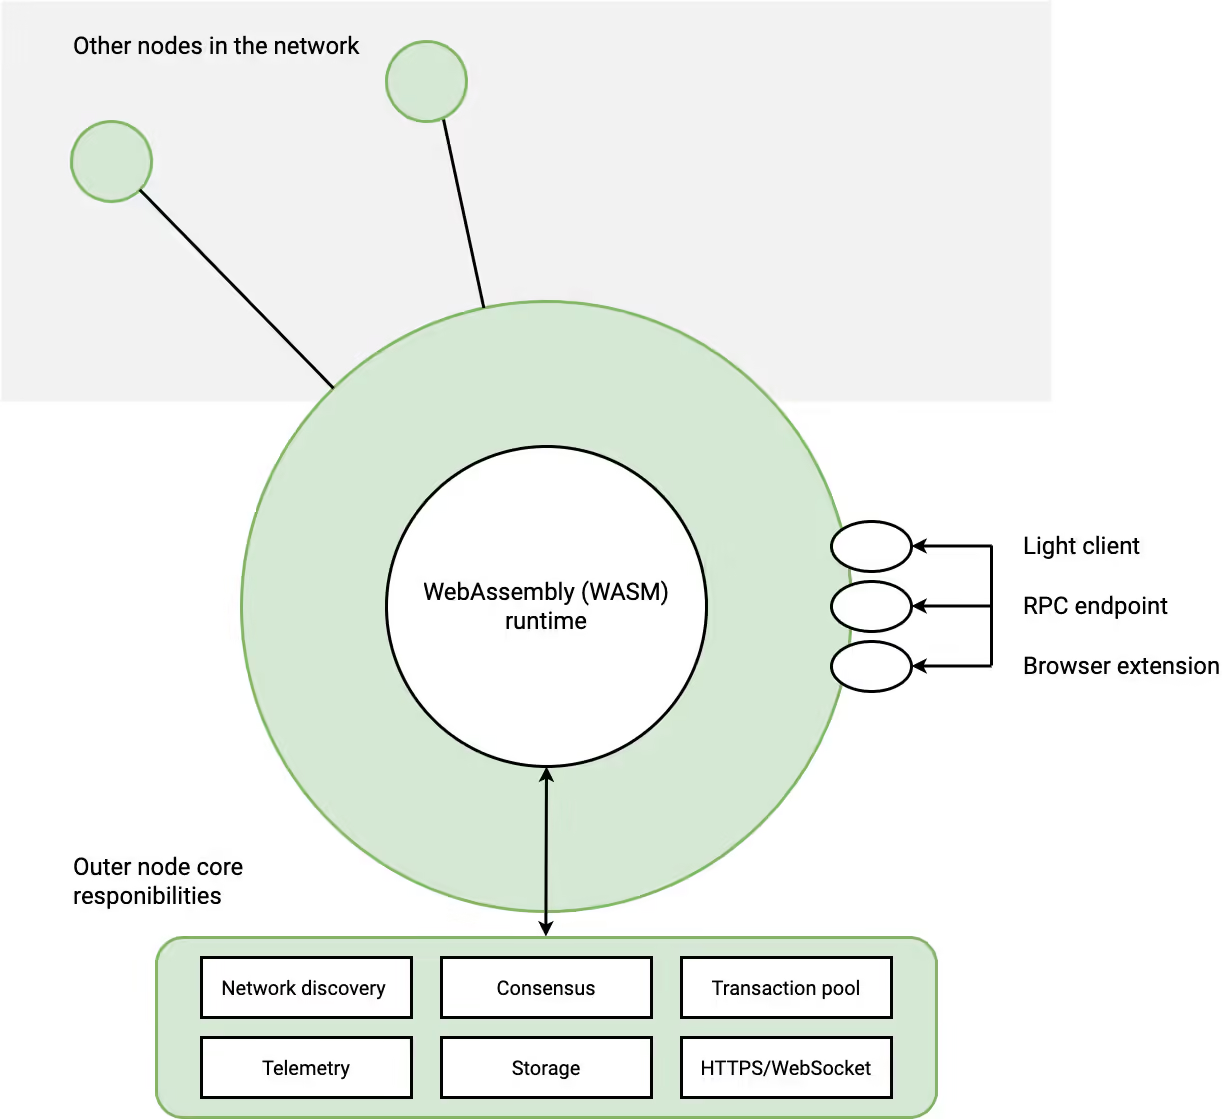 Other nodes in the network
WebAssembly (WASM)
runtime
Light client
RPC endpoint
Browser extension
Outer node core
responibilities
Network discovery
Consensus
Transaction pool
Telemetry
Storage
HTTPS/WebSocket